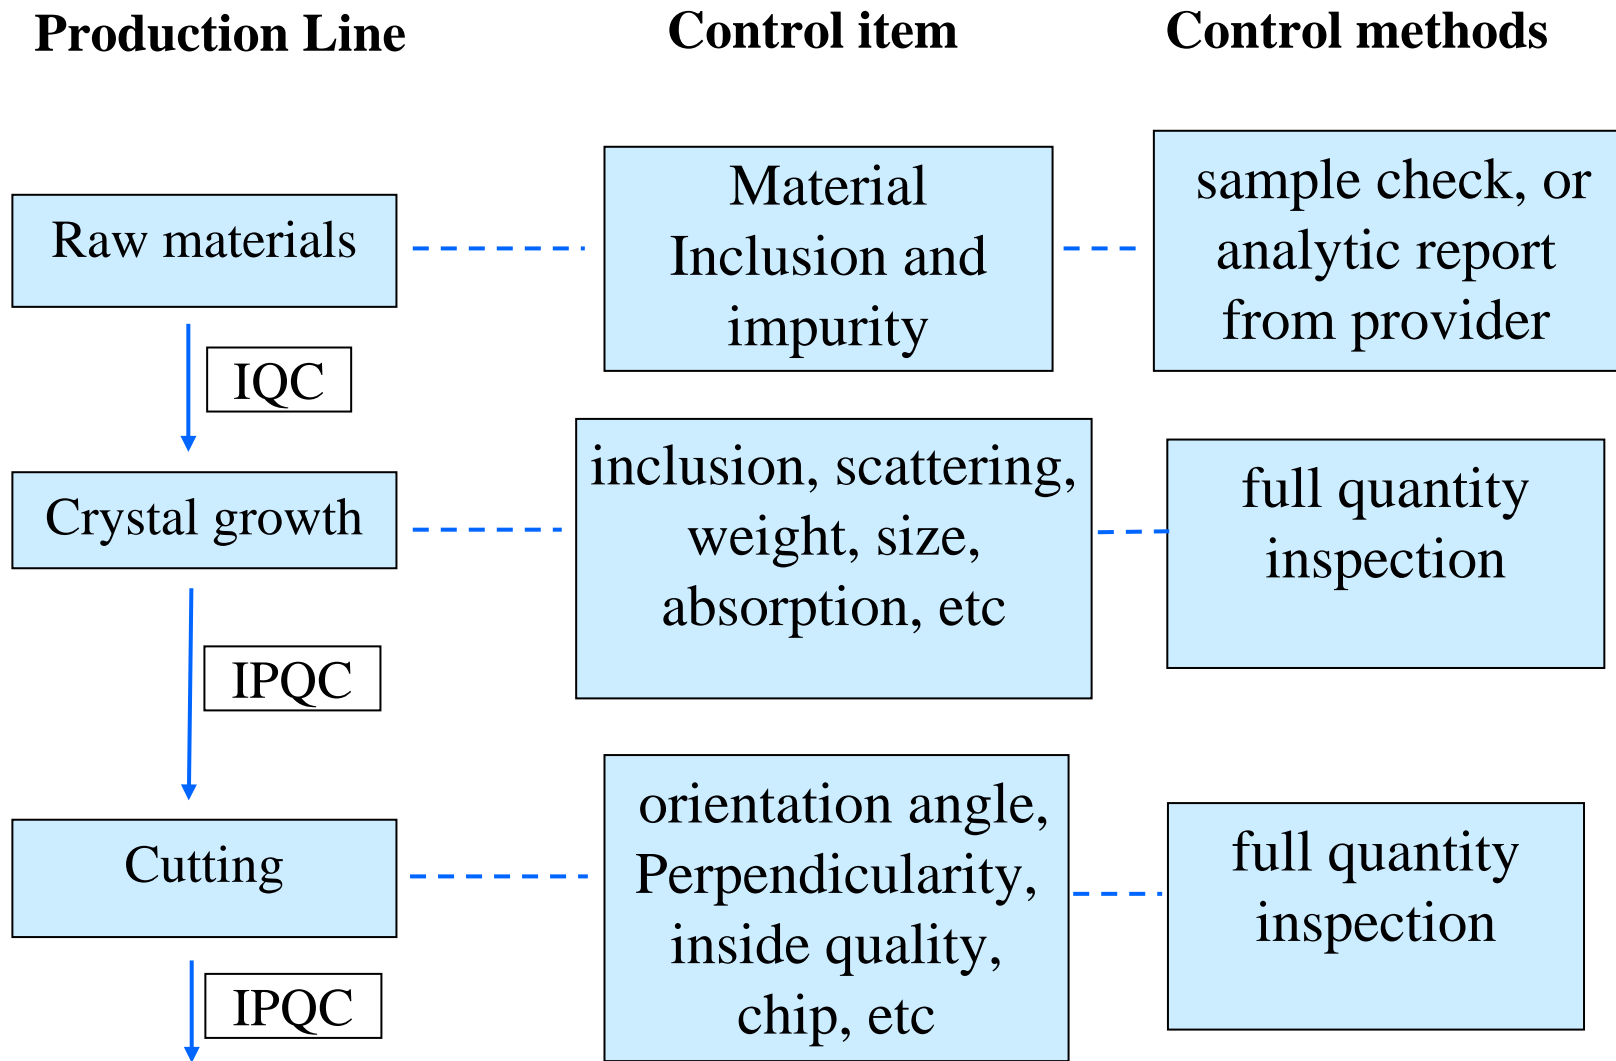 Production Line
Control item
Control methods
Raw materials
Material
Inclusion and
impurity
sample check, or
analytic report
from provider
IQC
Crystal growth
inclusion, scattering,
weight, size,
absorption, etc
full quantity
inspection
IPQC
Cutting
orientation angle,
Perpendicularity,
inside quality,
chip, etc
full quantity
inspection
IPQC